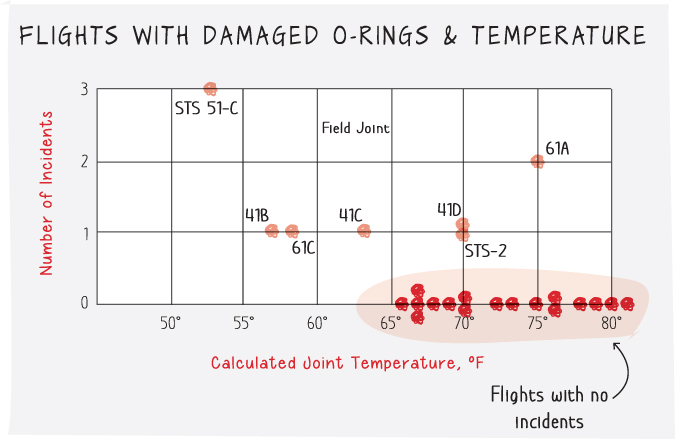 FLIGHTS WITH DAMAGED O-RINGS & TEMPERATURE
3
STS 51-C
Field Joint
61A
2
41B
41C
41D
1
61C
STS-2
0
50° 55° 60° 65° 70° 75° 80°
Number of Incidents
Calculated Joint Temperature, °F
Flights with no
incidents